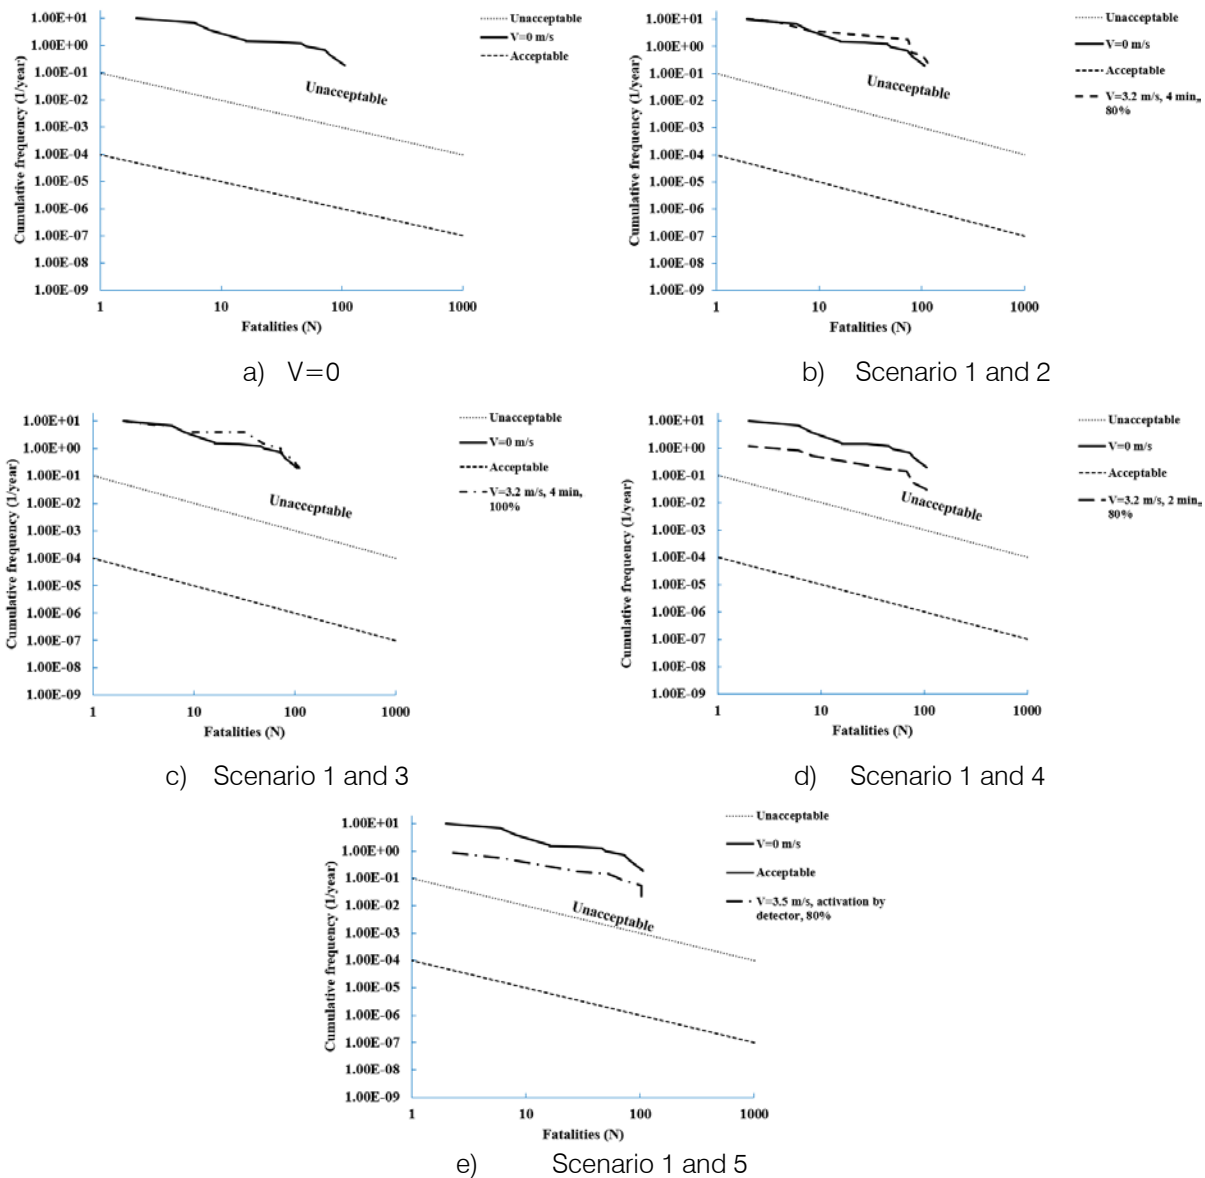 1.00E+01
1.00E+00
1.00E-01
1.00E-02
1.00E-03
1.00E-04
1.00E-05
1.00E-06
1.00E-07
1.00E-08
1.00E-09
Cumulative frequency (1/year)
1 10 100 1000
Fatalities (N)
Unacceptable
Unacceptable
V=0 m/s
Acceptable
a) V=0
1.00E+01
1.00E+00
1.00E-01
1.00E-02
1.00E-03
1.00E-04
1.00E-05
1.00E-06
1.00E-07
1.00E-08
1.00E-09
Cumulative frequency (1/year)
1 10 100 1000
Fatalities (N)
Unacceptable
Unacceptable
V=0 m/s
Acceptable
V=3.2 m/s, 4 min,,
80%
b) Scenario 1 and 2
1.00E+01
1.00E+00
1.00E-01
1.00E-02
1.00E-03
1.00E-04
1.00E-05
1.00E-06
1.00E-07
1.00E-08
1.00E-09
Cumulative frequency (1/year)
1 10 100 1000
Fatalities (N)
Unacceptable
Unacceptable
V=0 m/s
Acceptable
V=3.2 m/s, 4 min,
100%
c) Scenario 1 and 3
1.00E+01
1.00E+00
1.00E-01
1.00E-02
1.00E-03
1.00E-04
1.00E-05
1.00E-06
1.00E-07
1.00E-08
1.00E-09
Cumulative frequency (1/year)
1 10 100 1000
Fatalities (N)
Unacceptable
Unacceptable
V=0 m/s
Acceptable
V=3.2 m/s, 2 min,,
80%
d) Scenario 1 and 4
1.00E+01
1.00E+00
1.00E-01
1.00E-02
1.00E-03
1.00E-04
1.00E-05
1.00E-06
1.00E-07
1.00E-08
1.00E-09
Cumulative frequency (1/year)
1 10 100 1000
Fatalities (N)
Unacceptable
Unacceptable
V=0 m/s
Acceptable
V=3.5 m/s, activation by
detector, 80%
e) Scenario 1 and 5